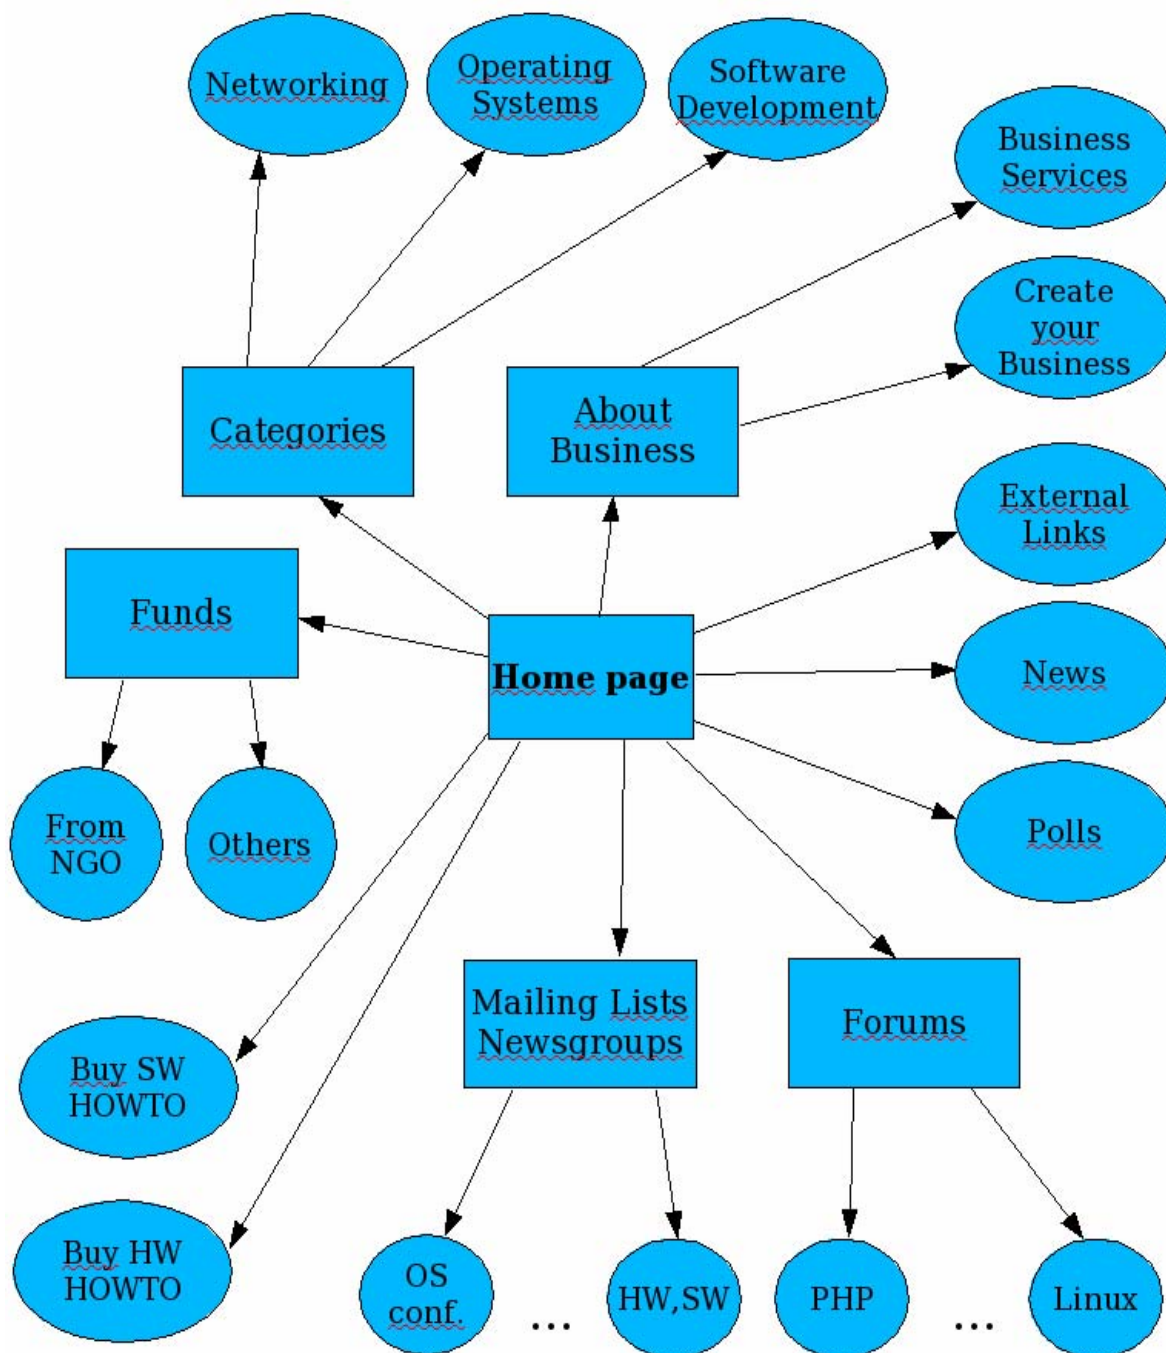 Networking
Operating
Systems
Software
Development
Business
Services
Create
your
Business
Categories
About
Business
External
Links
Funds
Home page
News
From
NGO
Others
Polls
Mailing Lists
Newsgroups
Forums
Buy SW
HOWTO
Buy HW
HOWTO
OS
conf.
...
HW,SW
PHP
...
Linux